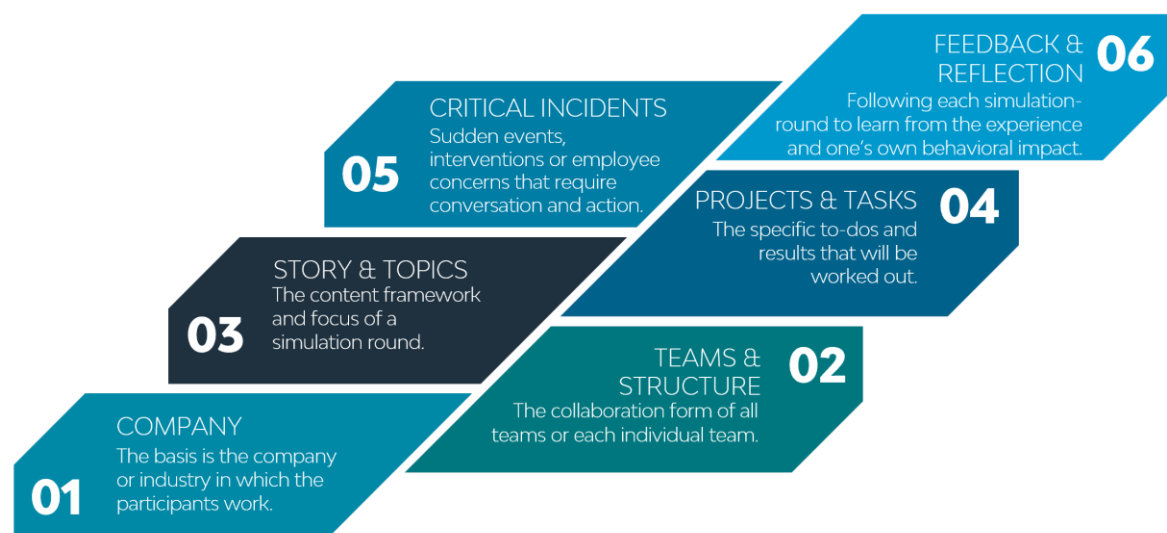 01
COMPANY
The basis is the company
or industry in which the
participants work.
02
TEAMS &
STRUCTURE
The collaboration form of all
teams or each individual team.
03
STORY & TOPICS
The content framework
and focus of a
simulation round.
04
PROJECTS & TASKS
The specific to-dos and
results that will be
worked out.
05
CRITICAL INCIDENTS
Sudden events,
interventions or employee
concerns that require
conversation and action.
06
FEEDBACK &
REFLECTION
Following each simulation-
round to learn from the experience
and one's own behavioral impact.